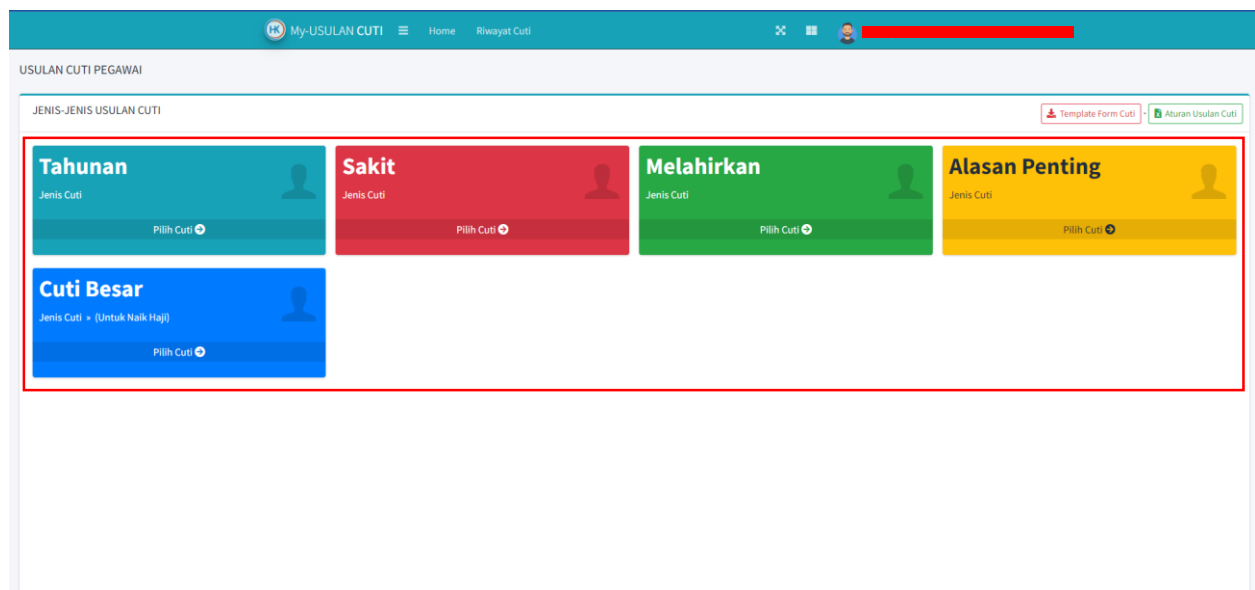 HK My-USULAN CUTI Home Riwayat Cuti
USULAN CUTI PEGAWAI
JENIS-JENIS USULAN CUTI
Template Form Cuti - Aturan Usulan Cuti
Tahunan
Jenis Cuti
Pilih Cuti
Sakit
Jenis Cuti
Pilih Cuti
Melahirkan
Jenis Cuti
Pilih Cuti
Alasan Penting
Jenis Cuti
Pilih Cuti
Cuti Besar
Jenis Cuti » (Untuk Naik Haji)
Pilih Cuti